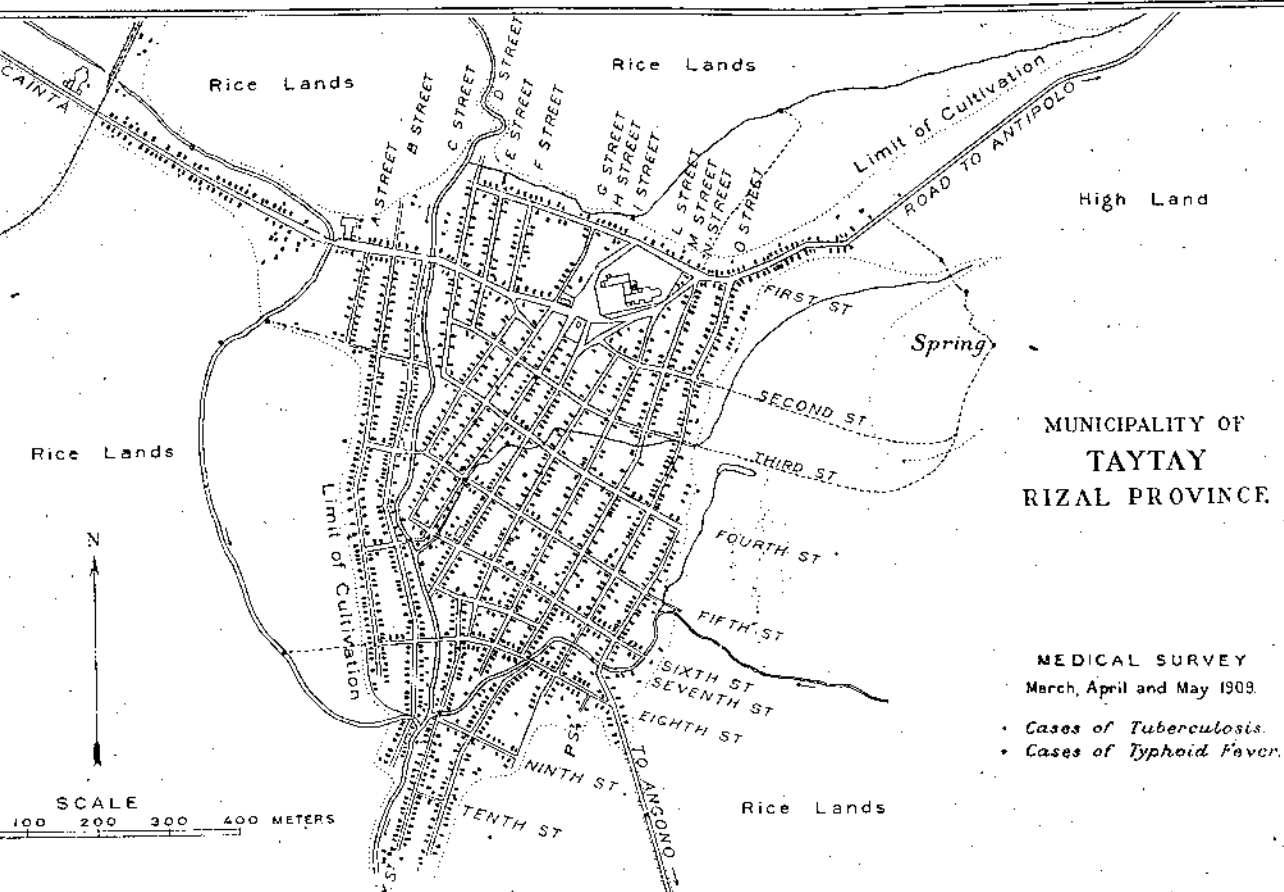 Rice Lands
Rice Lands
CAINTA
A STREET
B STREET
C STREET
D STREET
E STREET
F STREET
G STREET
H STREET
I STREET
L STREET
M STREET
N STREET
O STREET
Limit of Cultivation
ROAD TO ANTIPOLO
High Land
FIRST ST
Spring
SECOND ST
MUNICIPALITY OF
TAYTAY
RIZAL PROVINCE
Rice Lands
THIRD ST
Limit of Cultivation
FOURTH ST
N
FIFTH ST
SIXTH ST
SEVENTH ST
EIGHTH ST
MEDICAL SURVEY
March, April and May 1909.
Cases of Tuberculosis.
Cases of Typhoid Fever.
P St.
NINTH ST.
TO ANGONO
TENTH ST
Rice Lands
SCALE
100 200 300 400 METERS